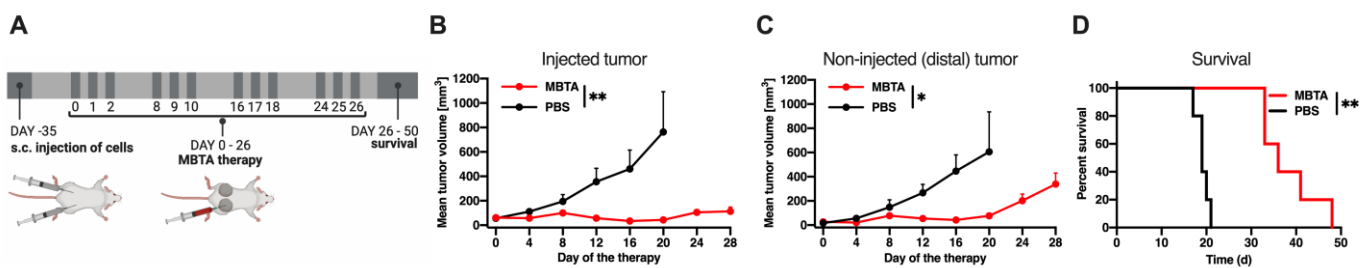 A
0 1 2 8 9 10 16 17 18 24 25 26
DAY -35
s.c. injection of cells
DAY 0 - 26
MBTA therapy
DAY 26 - 50
survival
B
Injected tumor
MBTA
PBS
**
Mean tumor volume [mm³]
1200
1000
800
600
400
200
0
0 4 8 12 16 20 24 28
Day of the therapy
C
Non-injected (distal) tumor
MBTA
PBS
*
Mean tumor volume [mm³]
1200
1000
800
600
400
200
0
0 4 8 12 16 20 24 28
Day of the therapy
D
Survival
MBTA
PBS
**
Percent survival
100
80
60
40
20
0
0 10 20 30 40 50
Time (d)